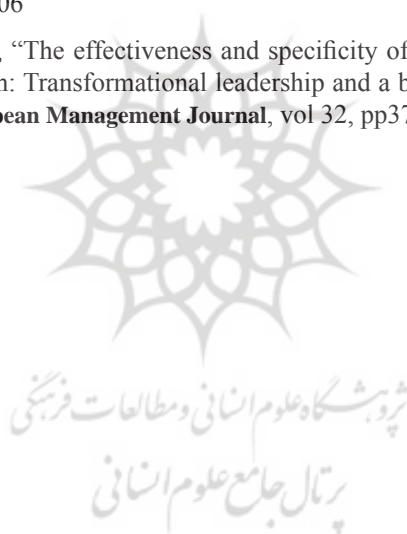 06
, “The effectiveness and specificity of
n: Transformational leadership and a b
pean Management Journal, vol 32, pp37
پژوهشگاه علوم انسانی و مطالعات فرهنگی
پرتال جامع علوم انسانی